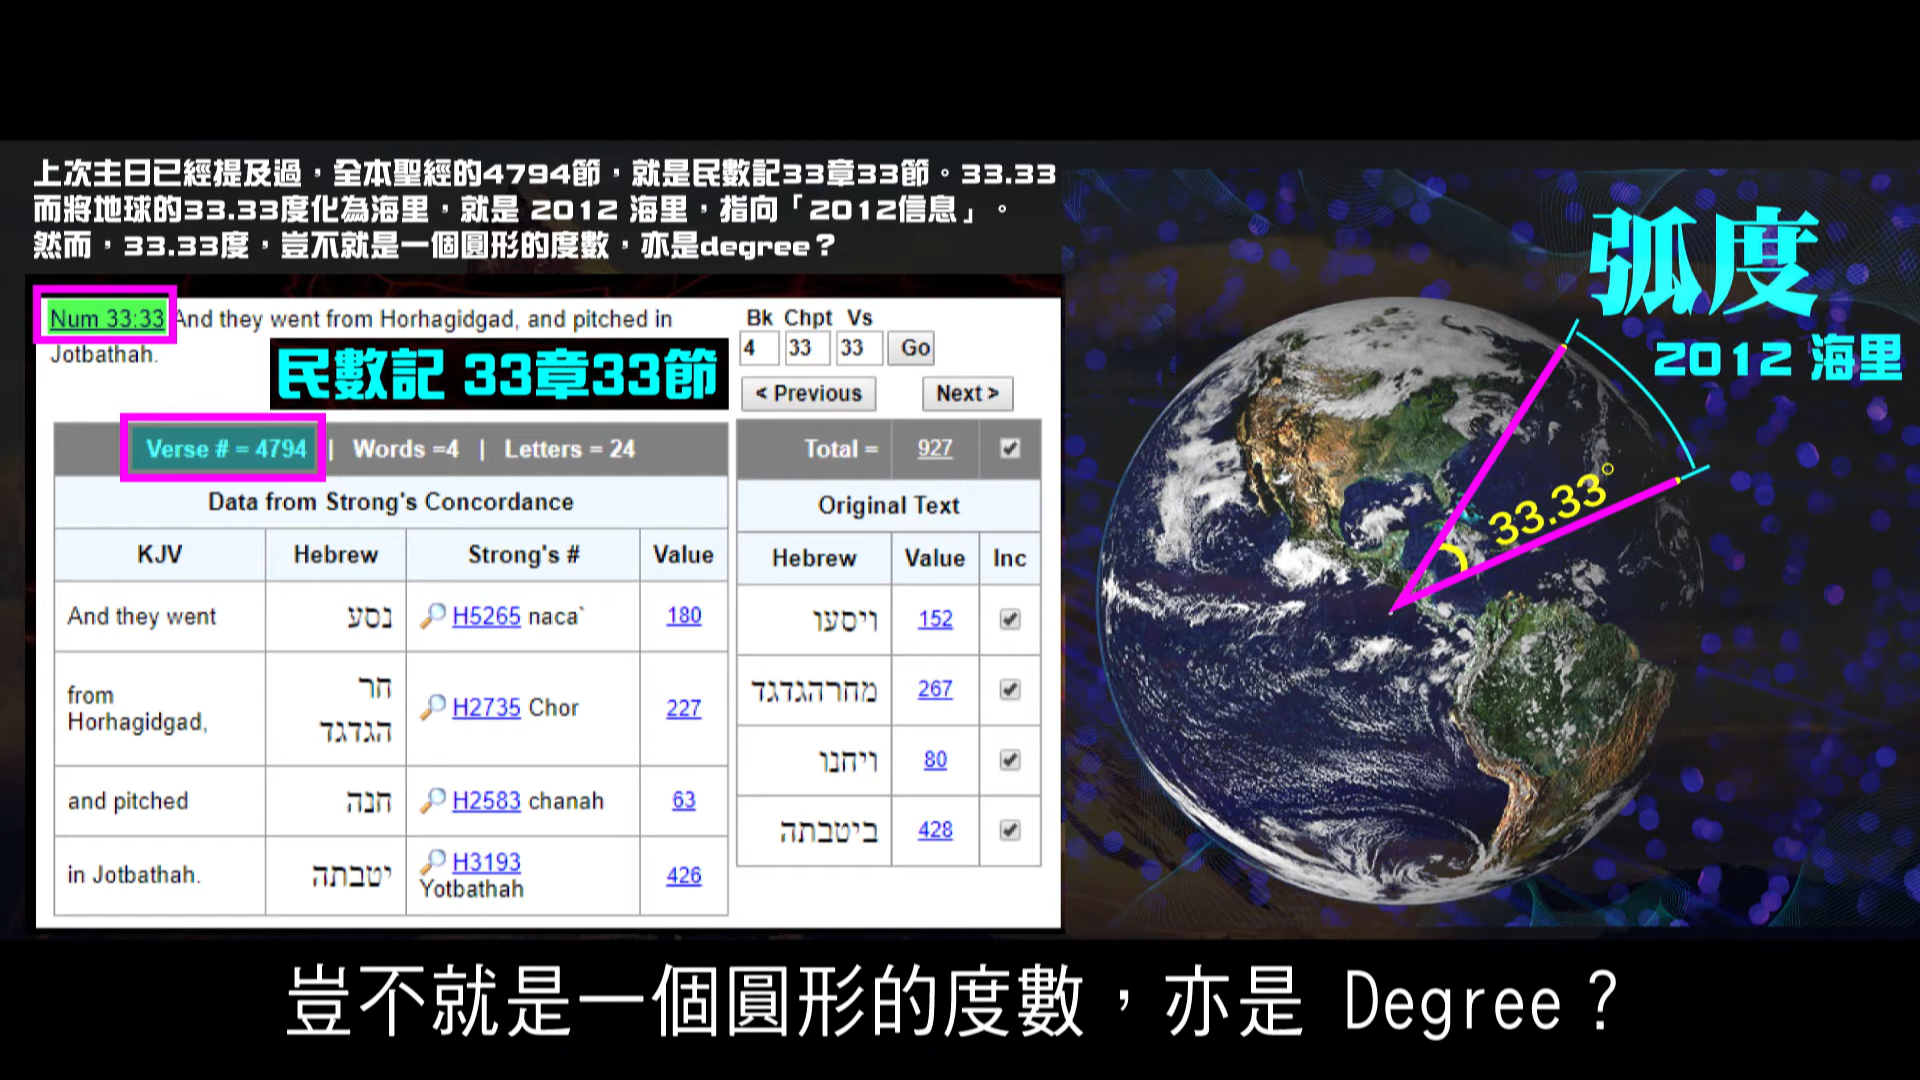 上次主日已經提及過，全本聖經的4794節，就是民數記33章33節。33.33
而將地球的33.33度化為海里，就是 2012 海里，指向「2012信息」。
然而，33.33度，豈不就是一個圓形的度數，亦是degree？
Num 33:33 And they went from Horhagidgad, and pitched in
Jotbathah.
民數記 33章33節
Bk Chpt Vs
4 33 33 Go
< Previous Next >
Verse # = 4794 | Words =4 | Letters = 24
Data from Strong's Concordance
KJV Hebrew Strong's # Value
And they went נסע H5265 naca` 180
from Horhagidgad, חר הגדגד H2735 Chor 227
and pitched חנה H2583 chanah 63
in Jotbathah. יטבתה H3193 Yotbathah 426
Total = 927
Original Text
Hebrew Value Inc
ויסעו 152
מחרהגדגד 267
ויחנו 80
ביטבתה 428
弧度
2012 海里
33.33°
豈不就是一個圓形的度數，亦是 Degree？